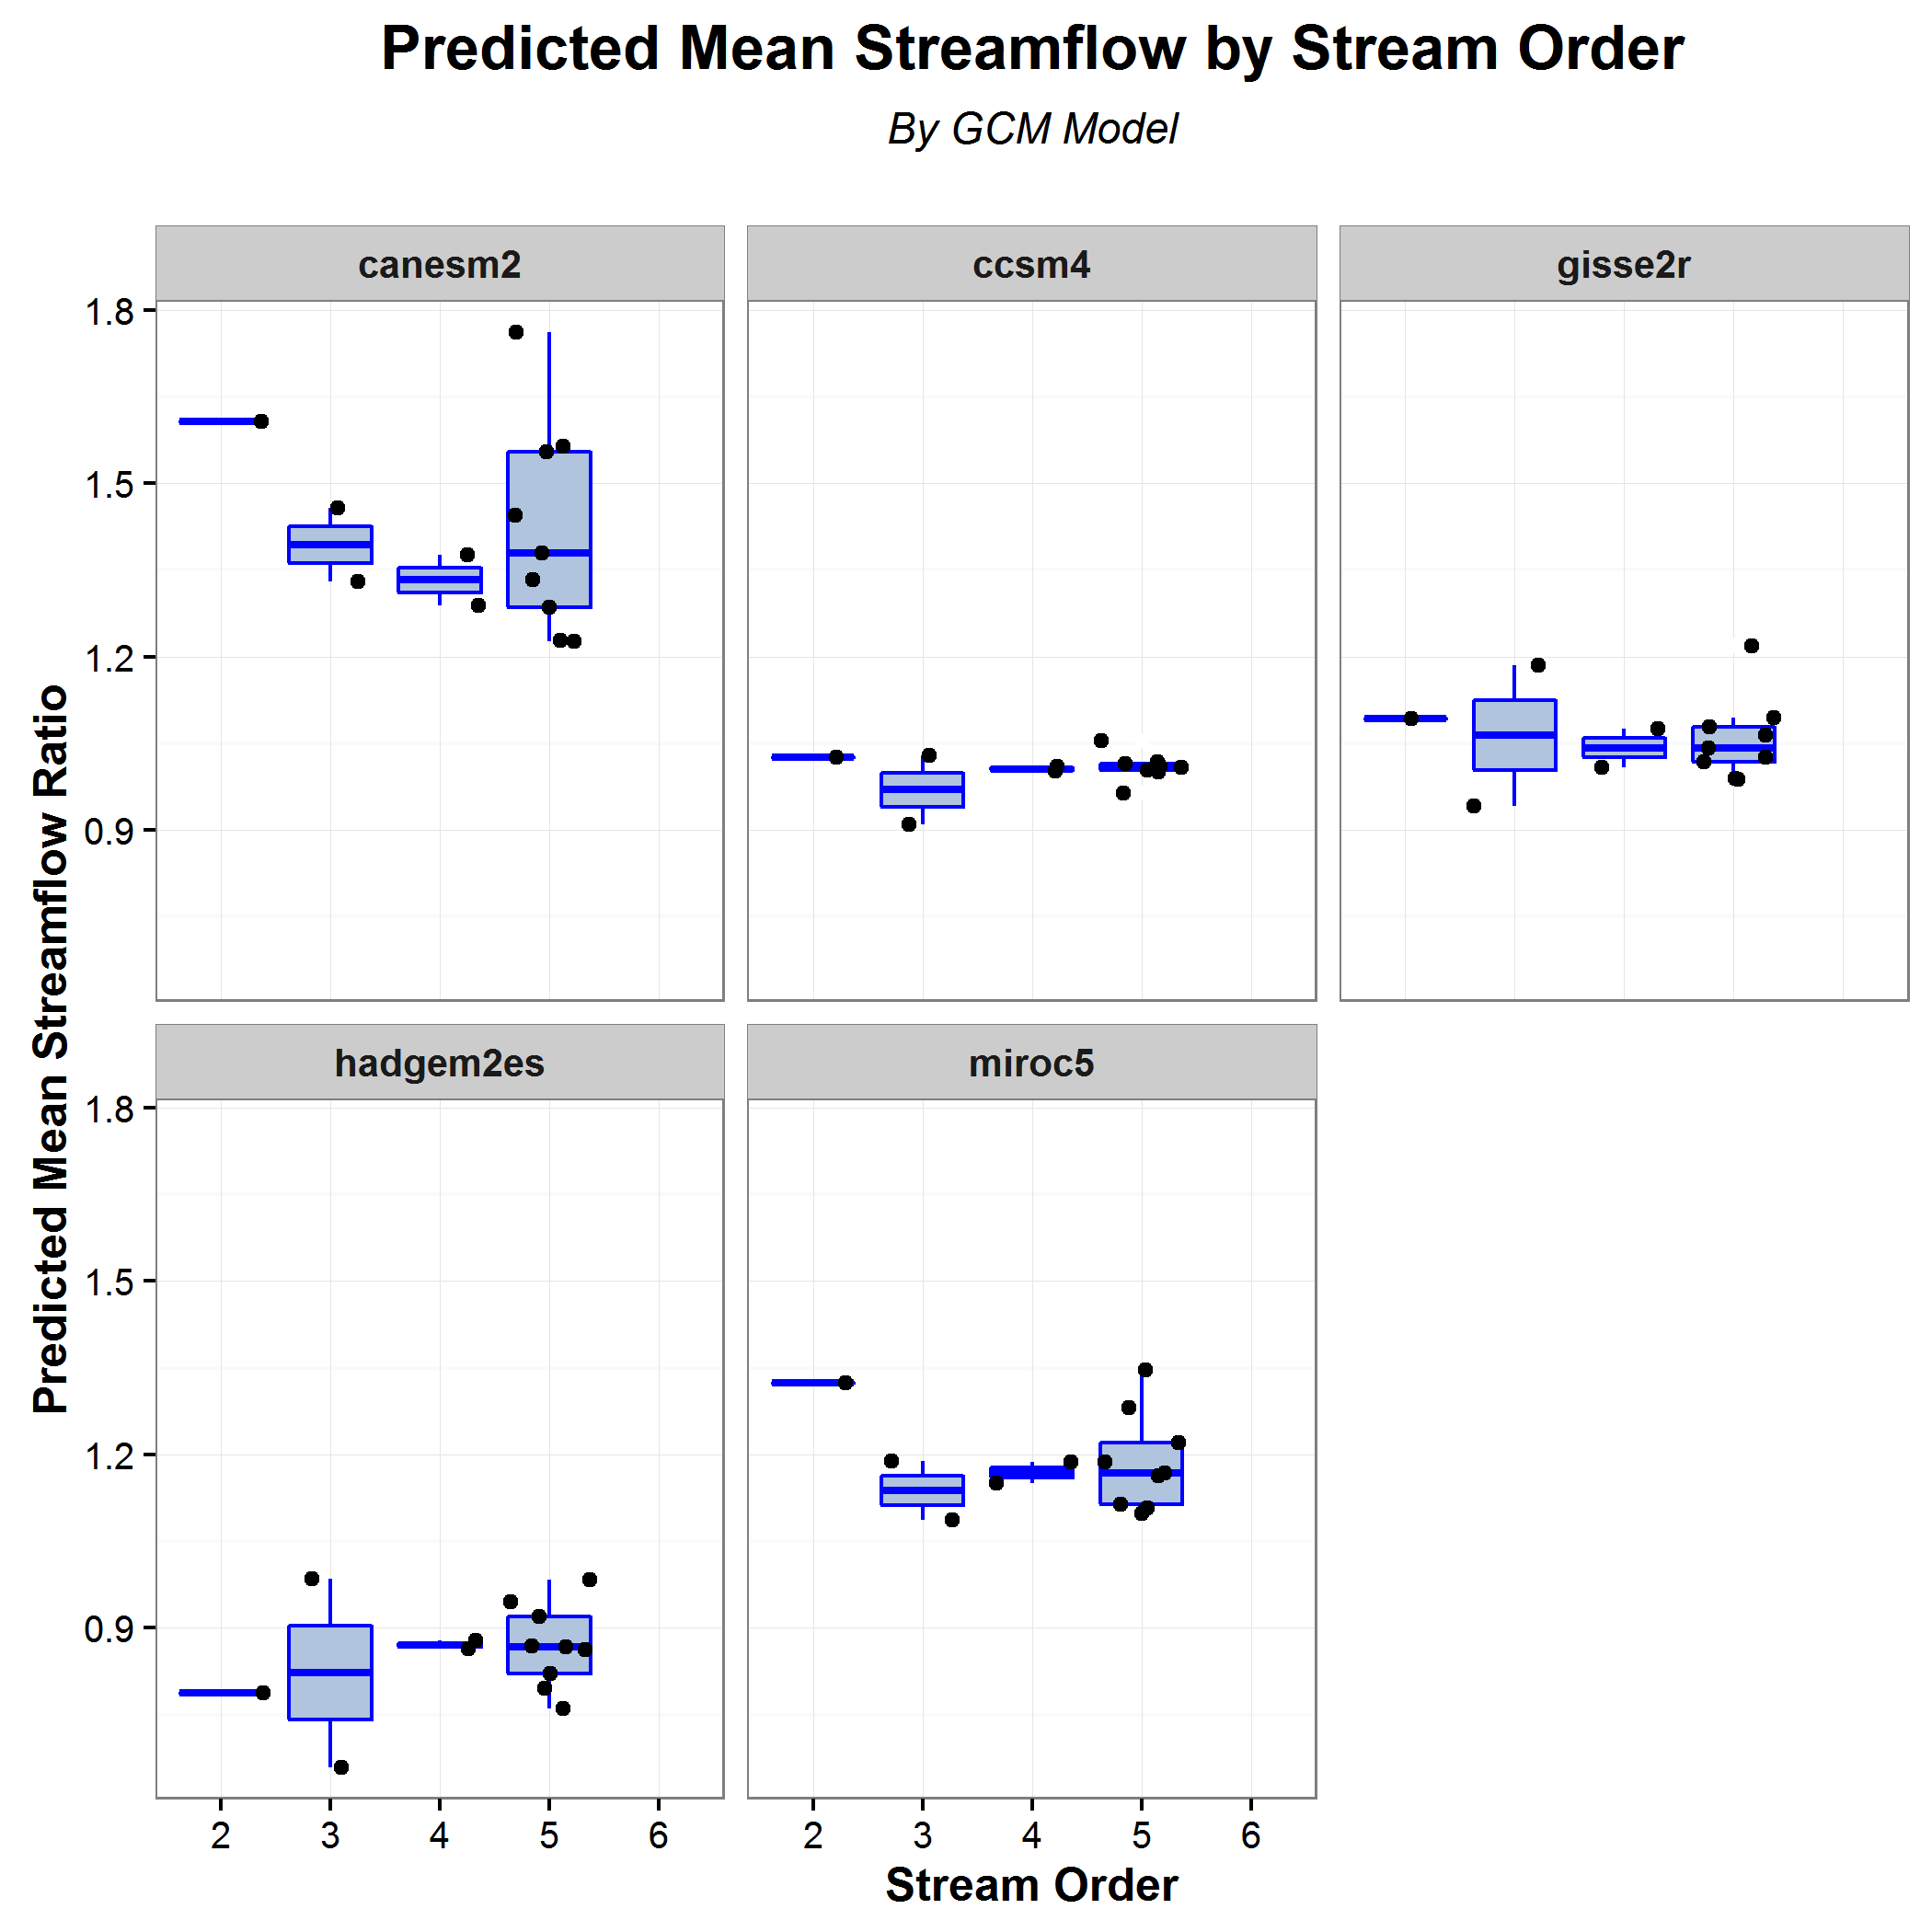 Predicted Mean Streamflow by Stream Order
By GCM Model
canesm2
ccsm4
gisse2r
1.8
1.5
1.2
0.9
Predicted Mean Streamflow Ratio
hadgem2es
miroc5
1.8
1.5
1.2
0.9
2 3 4 5 6
2 3 4 5 6
Stream Order